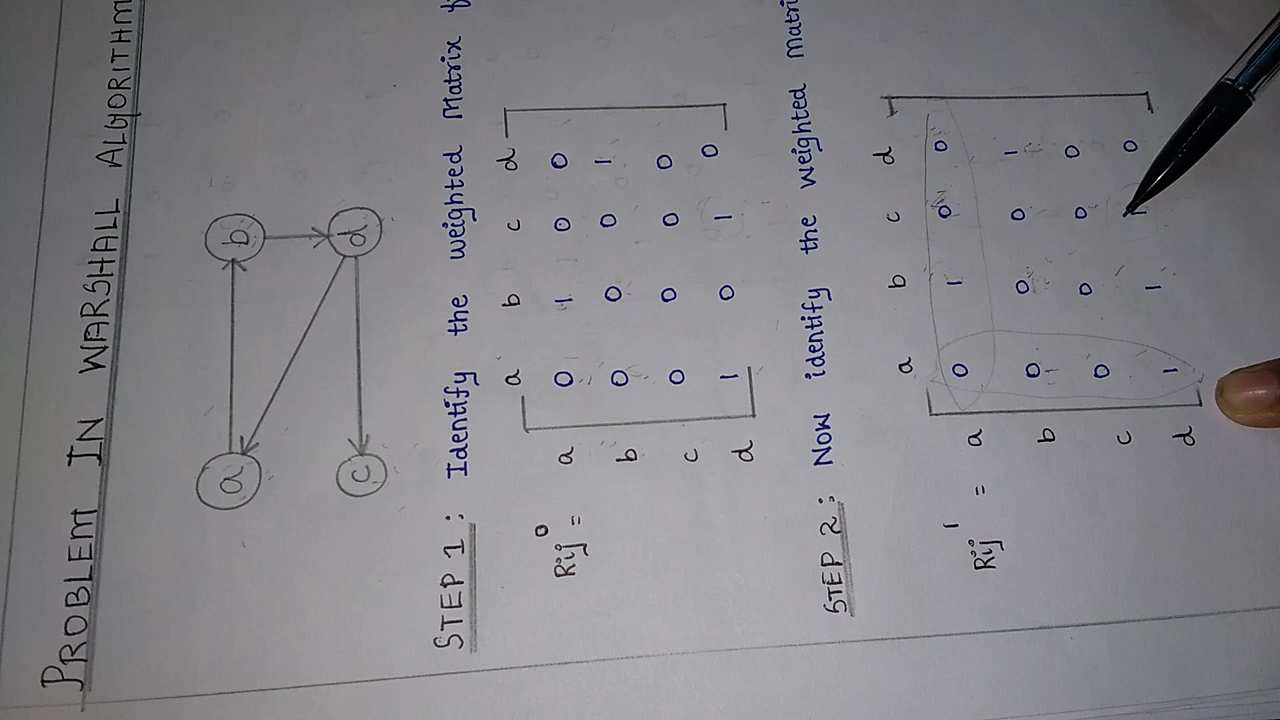 PROBLEM IN WARSHALL ALGORITHM
a b
c d
STEP 1 : Identify the weighted Matrix
a b c d
Rij⁰ = a 0 1 0 0
b 0 0 0 1
c 0 0 0 0
d 1 0 1 0
STEP 2 : Now identify the weighted
a b c d
Rij¹ = a 0 1 0 0
b 0 0 0 1
c 0 0 0 0
d 1 1 1 0